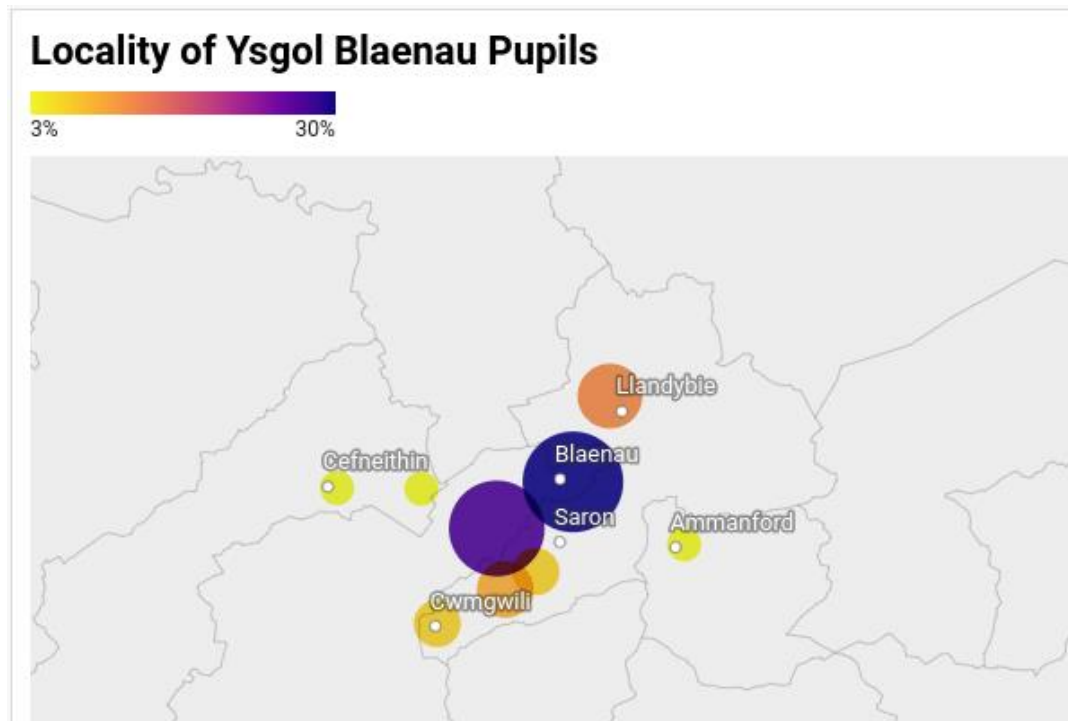 Locality of Ysgol Blaenau Pupils
3% 30%
Llandybie
Blaenau
Cefneithin
Saron
Ammanford
Cwmgwili